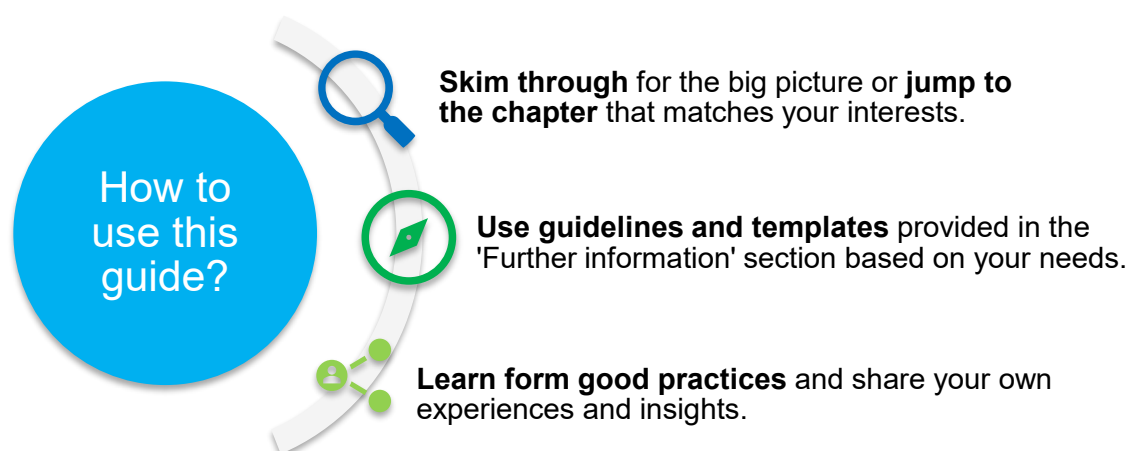 How to
use this
guide?
Skim through for the big picture or jump to
the chapter that matches your interests.
Use guidelines and templates provided in the
'Further information' section based on your needs.
Learn form good practices and share your own
experiences and insights.